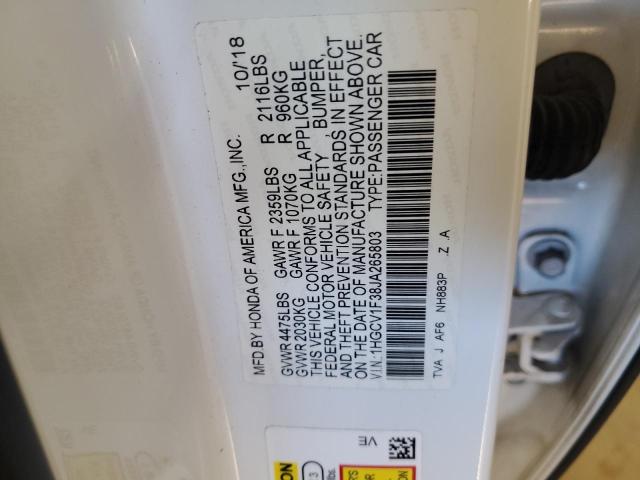 MFD.BY HONDA OF AMERICA MFG.,INC. 10/'18
GVWR 4475LBS GAWR F 2359LBS R 2116LBS
GVWR 2030KG GAWR F 1070KG R 960KG
THIS VEHICLE CONFORMS TO ALL APPLICABLE
FEDERAL MOTOR VEHICLE SAFETY , BUMPER,
AND THEFT PREVENTION STANDARDS IN EFFECT
ON THE DATE OF MANUFACTURE SHOWN ABOVE.
V.I.N.:1HGCV1F38JA265803 TYPE:PASSENGER CAR
TVA J AF6 NH883P Z .A
VE
3
lbs.